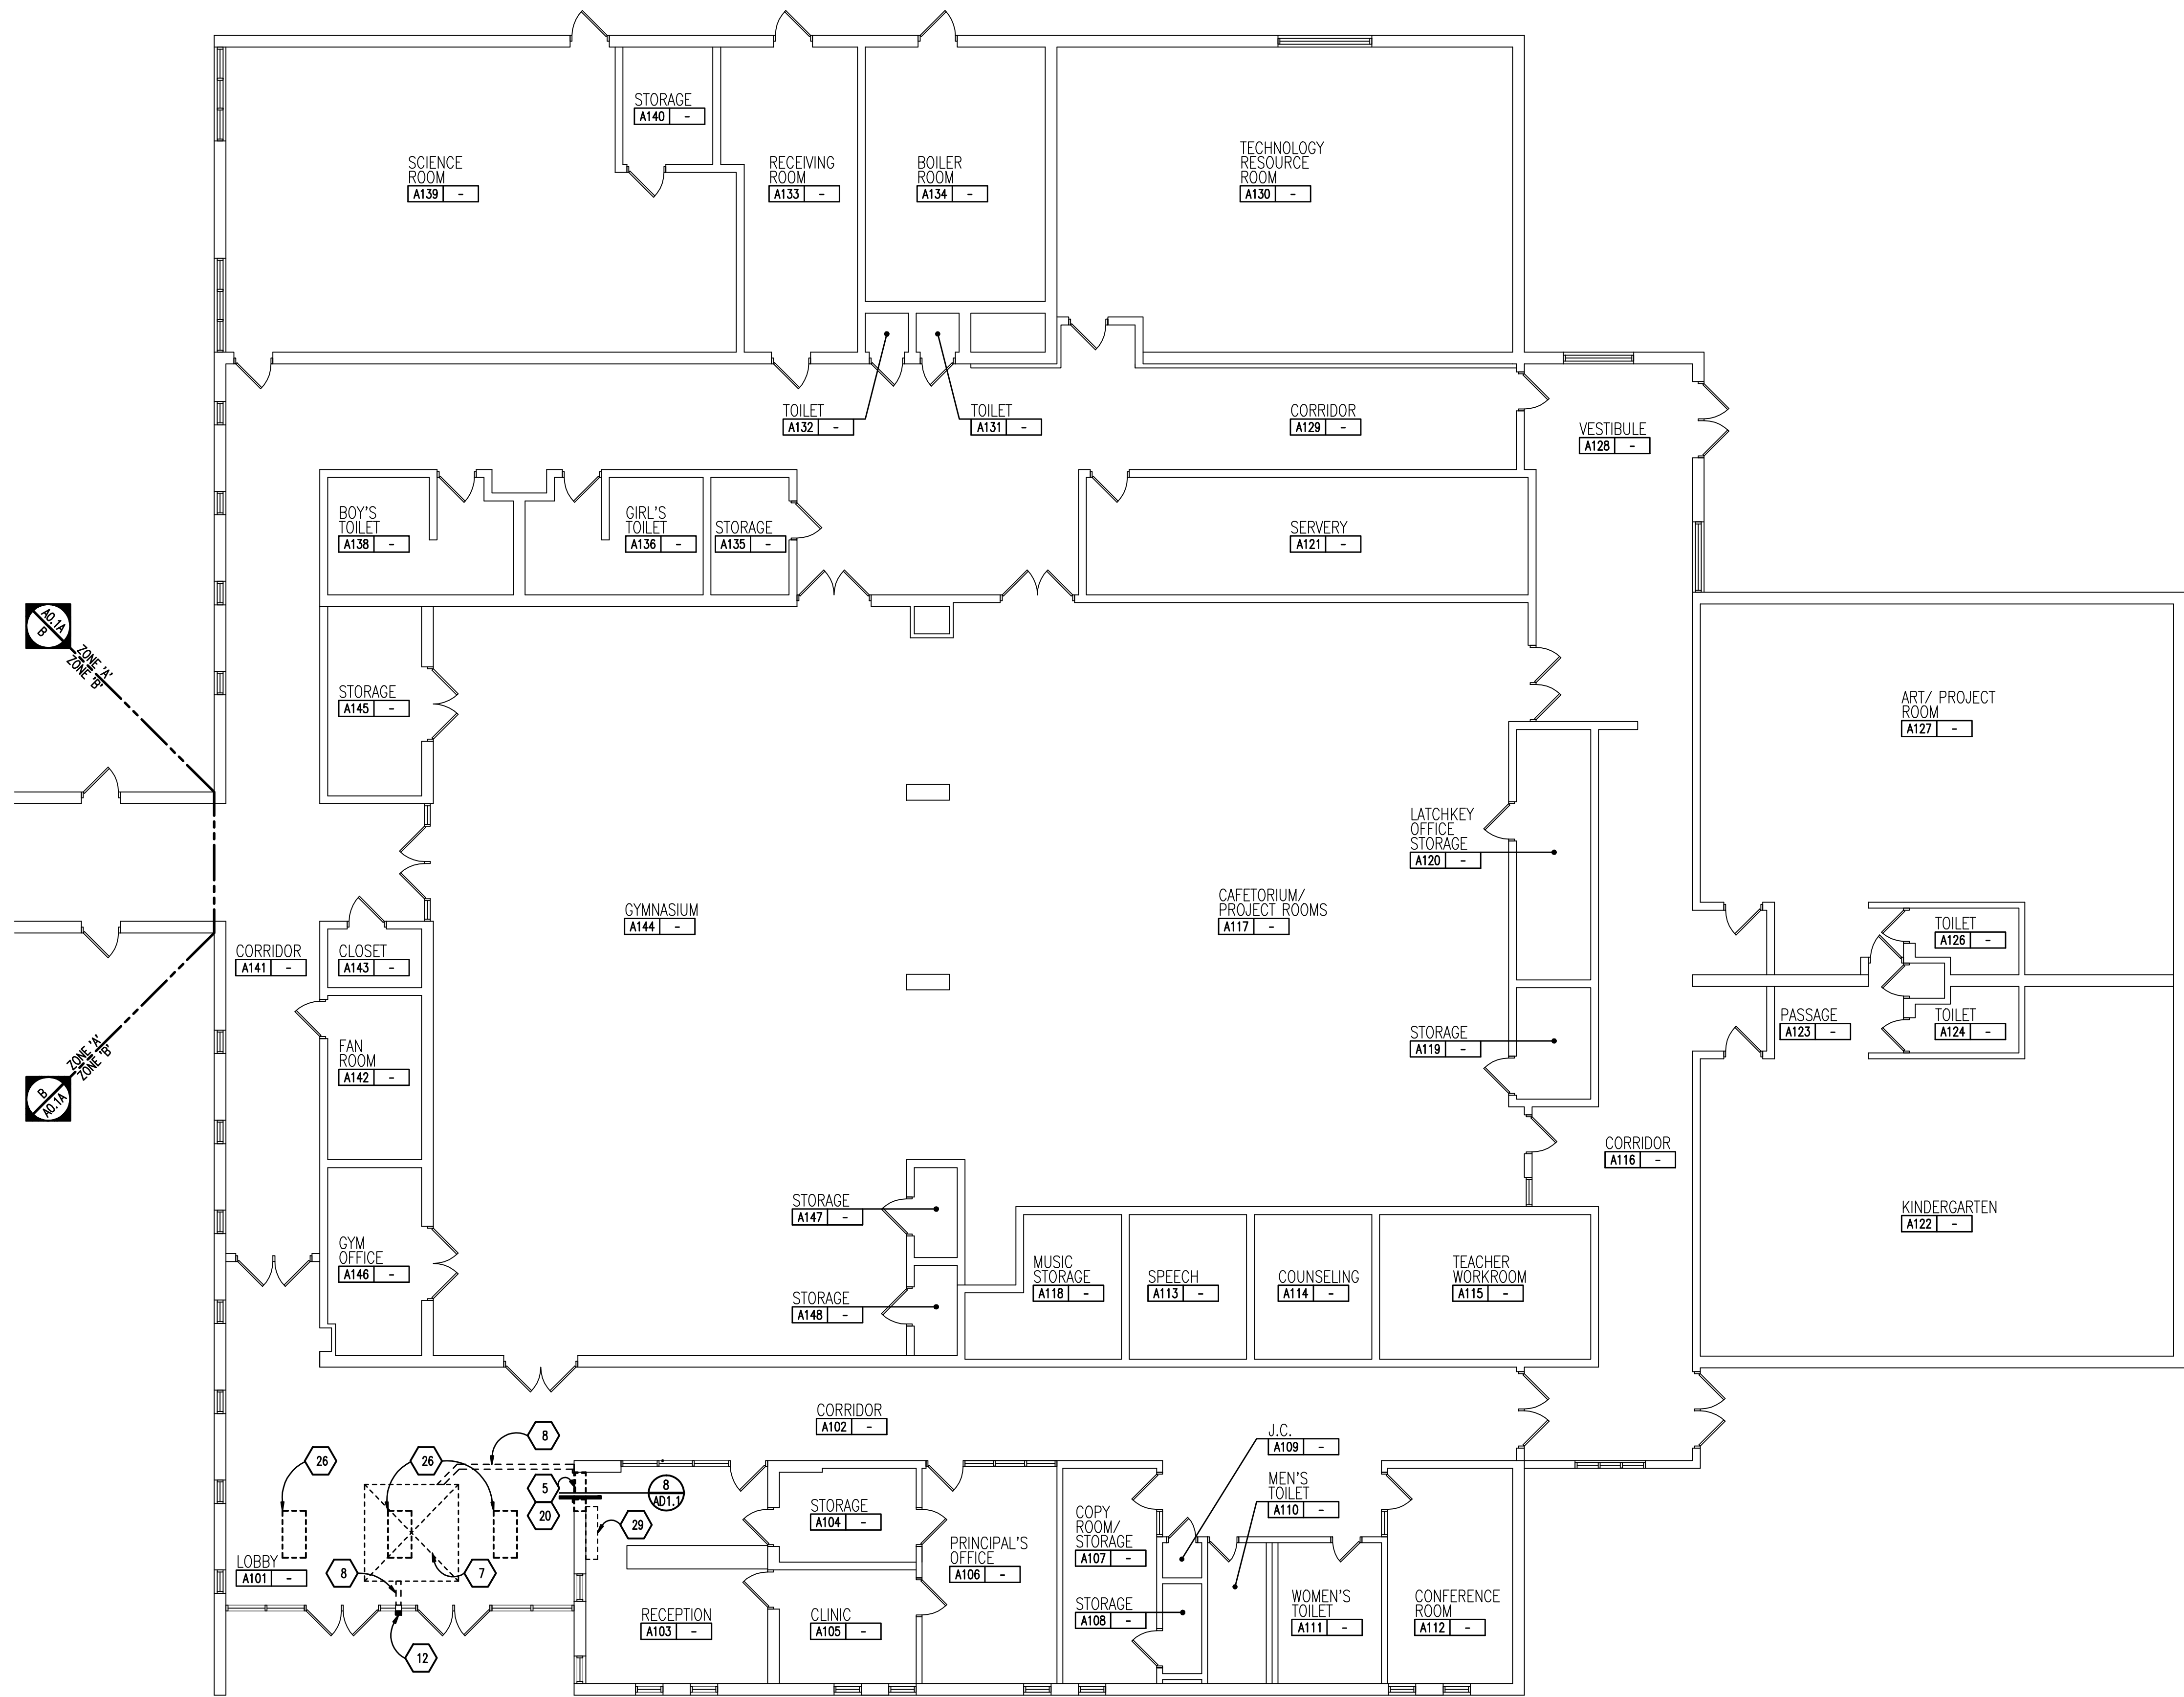 STORAGE
A140 -
SCIENCE
ROOM
A139 -
RECEIVING
ROOM
A133 -
BOILER
ROOM
A134 -
TECHNOLOGY
RESOURCE
ROOM
A130 -
TOILET
A132 -
TOILET
A131 -
CORRIDOR
A129 -
VESTIBULE
A128 -
BOY'S
TOILET
A138 -
GIRL'S
TOILET
A136 -
STORAGE
A135 -
SERVERY
A121 -
A0.1A
B
ZONE 'A'
ZONE 'B'
STORAGE
A145 -
ART/ PROJECT
ROOM
A127 -
LATCHKEY
OFFICE
STORAGE
A120 -
GYMNASIUM
A144 -
CAFETORIUM/
PROJECT ROOMS
A117 -
CORRIDOR
A141 -
CLOSET
A143 -
TOILET
A126 -
PASSAGE
A123 -
TOILET
A124 -
STORAGE
A119 -
FAN
ROOM
A142 -
ZONE 'A'
ZONE 'B'
B
A0.1A
CORRIDOR
A116 -
STORAGE
A147 -
KINDERGARTEN
A122 -
GYM
OFFICE
A146 -
MUSIC
STORAGE
A118 -
SPEECH
A113 -
COUNSELING
A114 -
TEACHER
WORKROOM
A115 -
STORAGE
A148 -
CORRIDOR
A102 -
J.C.
A109 -
8
26
26
5
20
8
AD1.1
29
MEN'S
TOILET
A110 -
STORAGE
A104 -
COPY
ROOM/
STORAGE
A107 -
PRINCIPAL'S
OFFICE
A106 -
LOBBY
A101 -
8
7
12
RECEPTION
A103 -
CLINIC
A105 -
STORAGE
A108 -
WOMEN'S
TOILET
A111 -
CONFERENCE
ROOM
A112 -